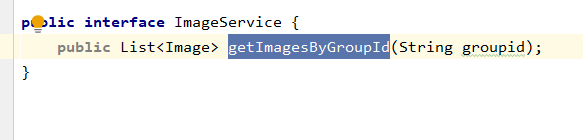 public interface ImageService {
public List<Image> getImagesByGroupId(String groupid);
}